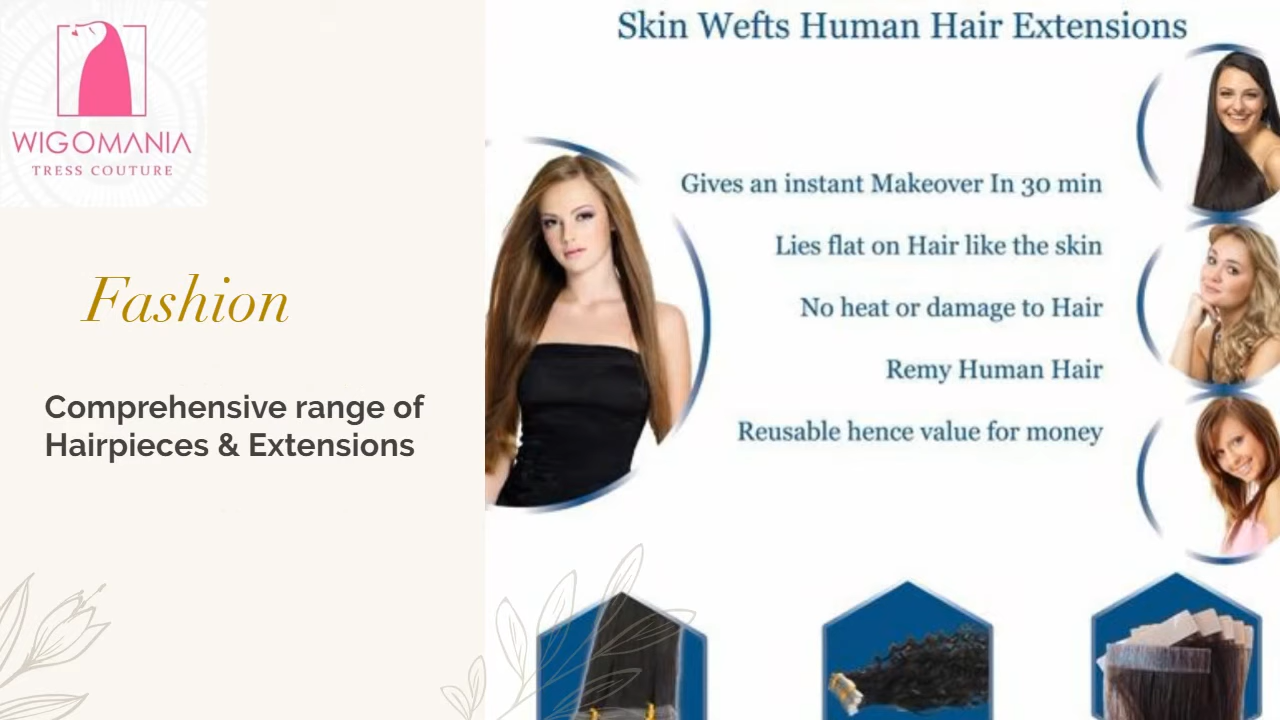 WIGOMANIA
TRESS COUTURE
Fashion
Comprehensive range of
Hairpieces & Extensions
Skin Wefts Human Hair Extensions
Gives an instant Makeover In 30 min
Lies flat on Hair like the skin
No heat or damage to Hair
Remy Human Hair
Reusable hence value for money